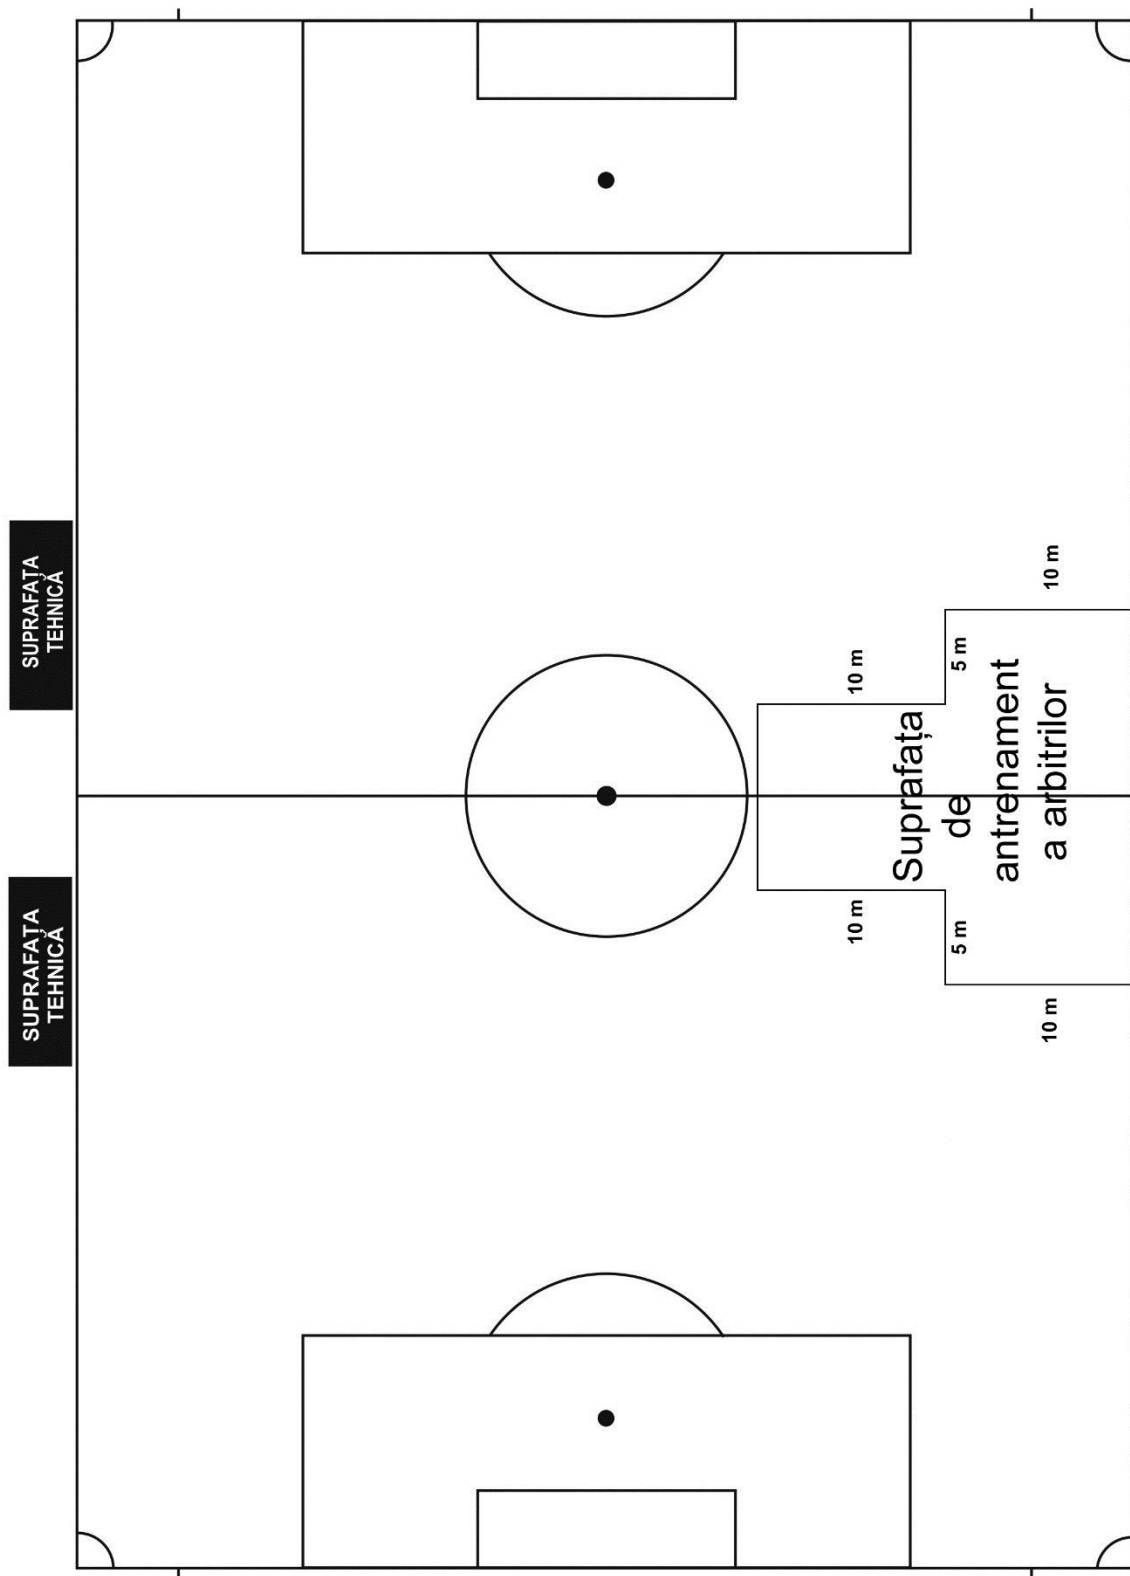 SUPRAFAȚA
TEHNICĂ
SUPRAFAȚA
TEHNICĂ
10 m
10 m
5 m
10 m
5 m
10 m
Suprafața
de
antrenament
a arbitrilor